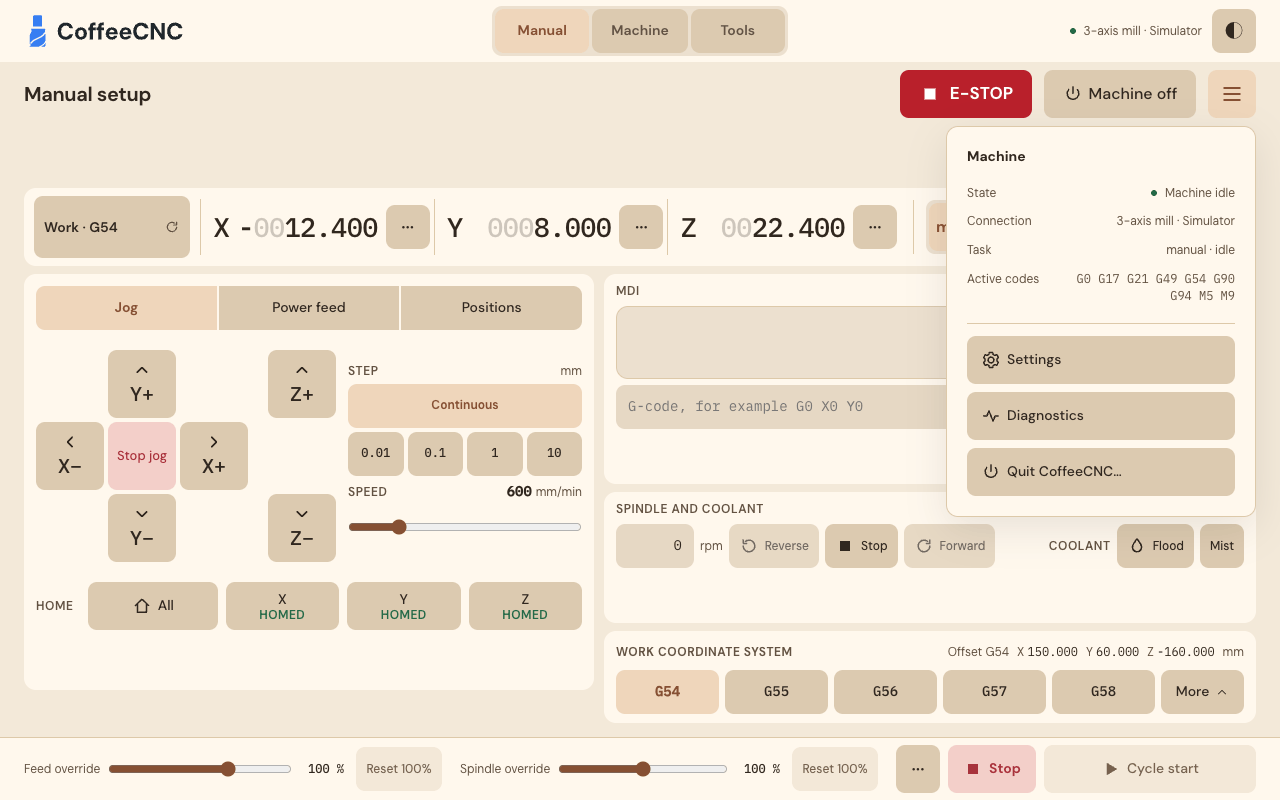 CoffeeCNC
Manual
Machine
Tools
3-axis mill · Simulator
Manual setup
E-STOP
Machine off
Machine
State
Machine idle
Connection
3-axis mill · Simulator
Task
manual · idle
Active codes
G0 G17 G21 G49 G54 G90
G94 M5 M9
Settings
Diagnostics
Quit CoffeeCNC…
Work · G54
X -0012.400
···
Y 0008.000
···
Z 0022.400
···
Jog
Power feed
Positions
Y+
Z+
X−
Stop jog
X+
Y−
Z−
STEP
mm
Continuous
0.01
0.1
1
10
SPEED
600 mm/min
HOME
All
X
HOMED
Y
HOMED
Z
HOMED
MDI
G-code, for example G0 X0 Y0
SPINDLE AND COOLANT
0 rpm
Reverse
Stop
Forward
COOLANT
Flood
Mist
WORK COORDINATE SYSTEM
Offset G54 X 150.000 Y 60.000 Z -160.000 mm
G54
G55
G56
G57
G58
More
Feed override
100 %
Reset 100%
Spindle override
100 %
Reset 100%
···
Stop
Cycle start